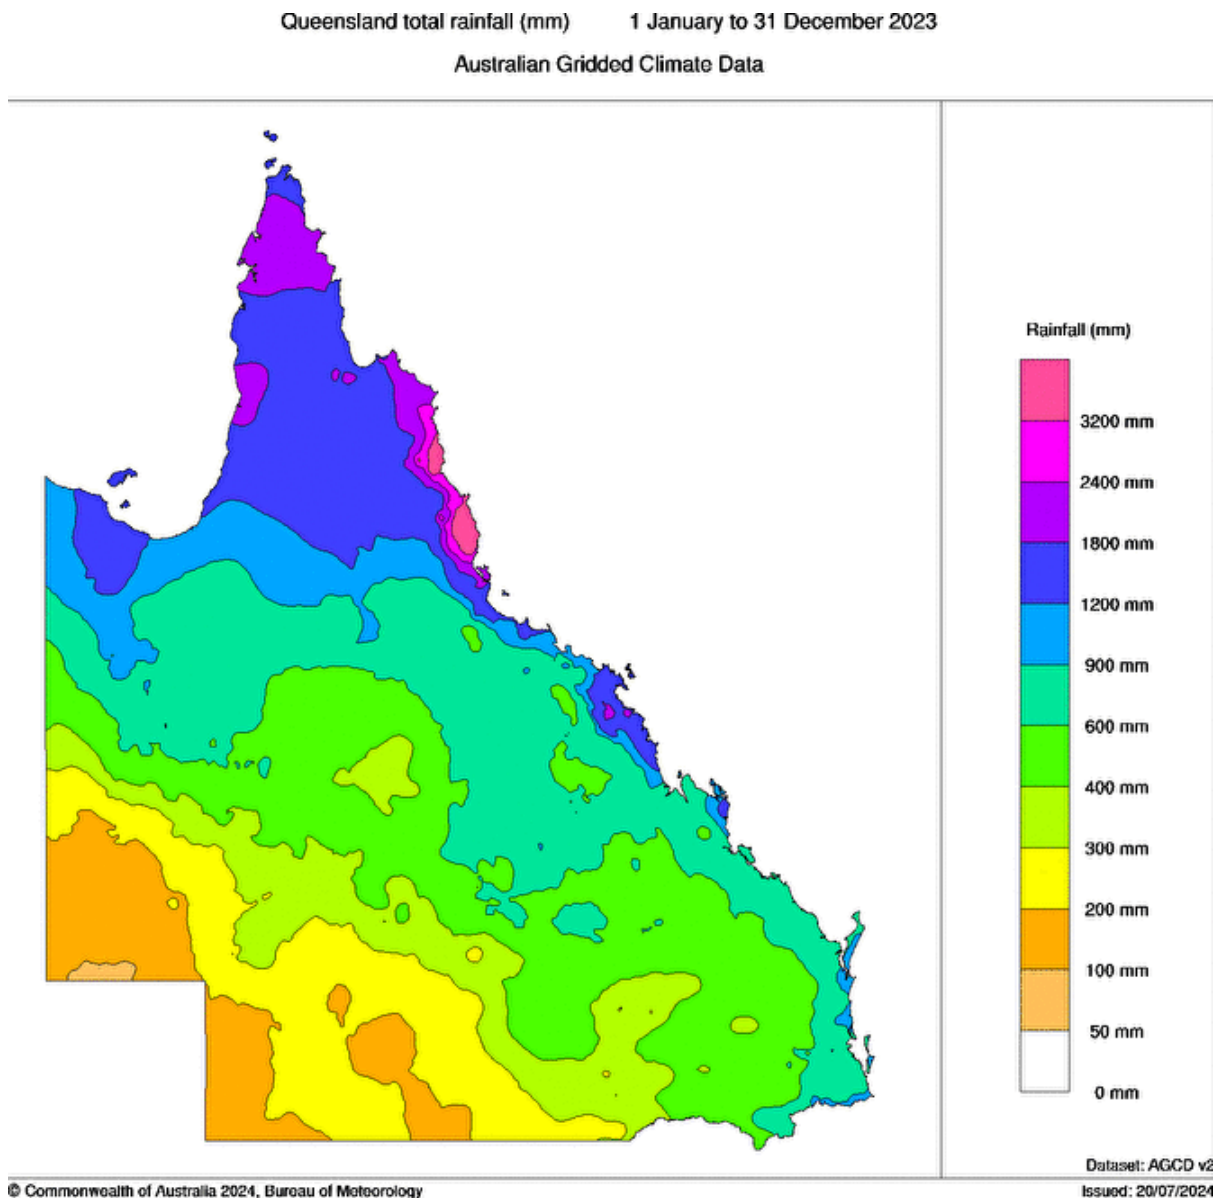 Queensland total rainfall (mm) 1 January to 31 December 2023
Australian Gridded Climate Data
Rainfall (mm)
3200 mm
2400 mm
1800 mm
1200 mm
900 mm
600 mm
400 mm
300 mm
200 mm
100 mm
50 mm
0 mm
Dataset: AGCD v2
© Commonwealth of Australia 2024, Bureau of Meteorology Issued: 20/07/2024